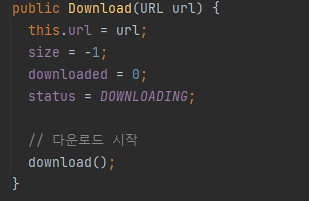 public Download(URL url) {
this.url = url;
size = -1;
downloaded = 0;
status = DOWNLOADING;
// 다운로드 시작
download();
}